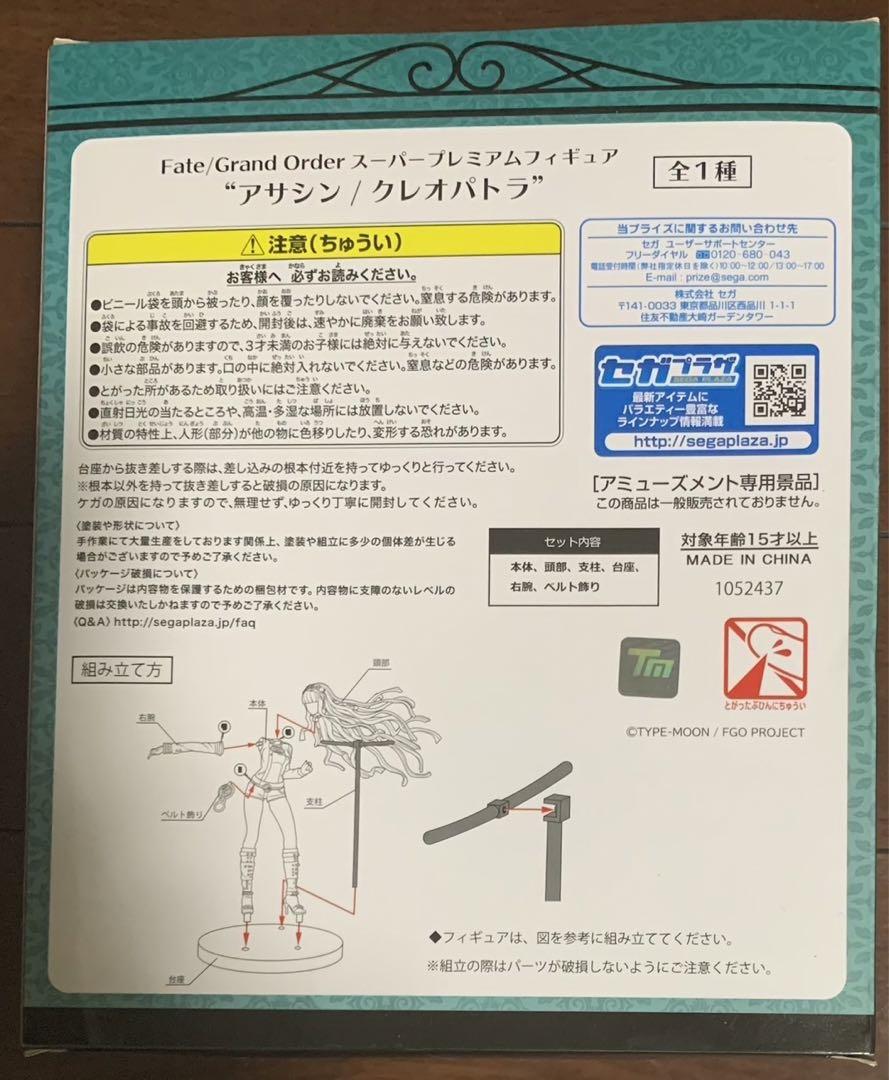 Fate/Grand Order スーパープレミアムフィギュア
“アサシン / クレオパトラ”
全1種
注意(ちゅうい)
お客様へ 必ずお読みください。
●ビニール袋を頭から被ったり、顔を覆ったりしないでください。窒息する危険があります。
●袋による事故を回避するため、開封後は、速やかに廃棄をお願い致します。
●誤飲の危険がありますので、3才未満のお子様には絶対に与えないでください。
●小さな部品があります。口の中に絶対入れないでください。窒息などの危険があります。
●とがった所があるため取り扱いにはご注意ください。
●直射日光の当たるところや、高温・多湿な場所には放置しないでください。
●材質の特性上、人形(部分)が他の物に色移りしたり、変形する恐れがあります。
当プライズに関するお問い合わせ先
セガ ユーザーサポートセンター
フリーダイヤル 0120-680-043
電話受付時間(弊社指定休日を除く)10:00~12:00/13:00~17:00
E-mail : prize@sega.com
株式会社 セガ
〒141-0033 東京都品川区西品川 1-1-1
住友不動産大崎ガーデンタワー
セガプラザ
SEGA PLAZA
最新アイテムに
バラエティー豊富な
ラインナップ情報満載
http://segaplaza.jp
台座から抜き差しする際は、差し込みの根本付近を持ってゆっくりと行ってください。
※根本以外を持って抜き差しすると破損の原因になります。
ケガの原因になりますので、無理せず、ゆっくり丁寧に開封してください。
〈塗装や形状について〉
手作業にて大量生産をしております関係上、塗装や組立に多少の個体差が生じる
場合がございますので予めご了承ください。
〈パッケージ破損について〉
パッケージは内容物を保護するための梱包材です。内容物に支障のないレベルの
破損は交換いたしかねますので予めご了承ください。
〈Q&A〉http://segaplaza.jp/faq
[アミューズメント専用景品]
この商品は一般販売されておりません。
セット内容
本体、頭部、支柱、台座、
右腕、ベルト飾り
対象年齢15才以上
MADE IN CHINA
1052437
TM
とがったぶひんにちゅうい
©TYPE-MOON / FGO PROJECT
組み立て方
頭部
本体
右腕
支柱
ベルト飾り
台座
◆フィギュアは、図を参考に組み立ててください。
※組立の際はパーツが破損しないようにご注意ください。